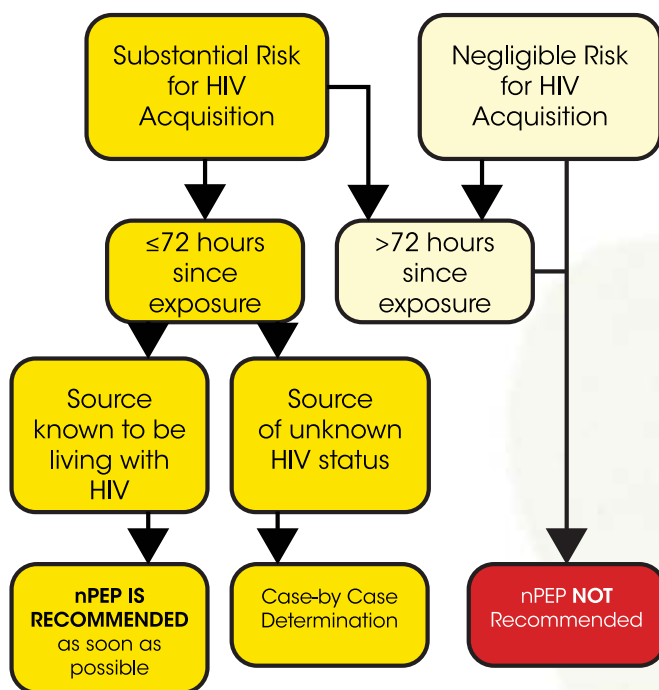 Substantial Risk
for HIV
Acquisition
Negligible Risk
for HIV
Acquisition
≤72 hours
since
exposure
>72 hours
since
exposure
Source
known to be
living with
HIV
Source
of unknown
HIV status
nPEP IS
RECOMMENDED
as soon as
possible
Case-by Case
Determination
nPEP NOT
Recommended